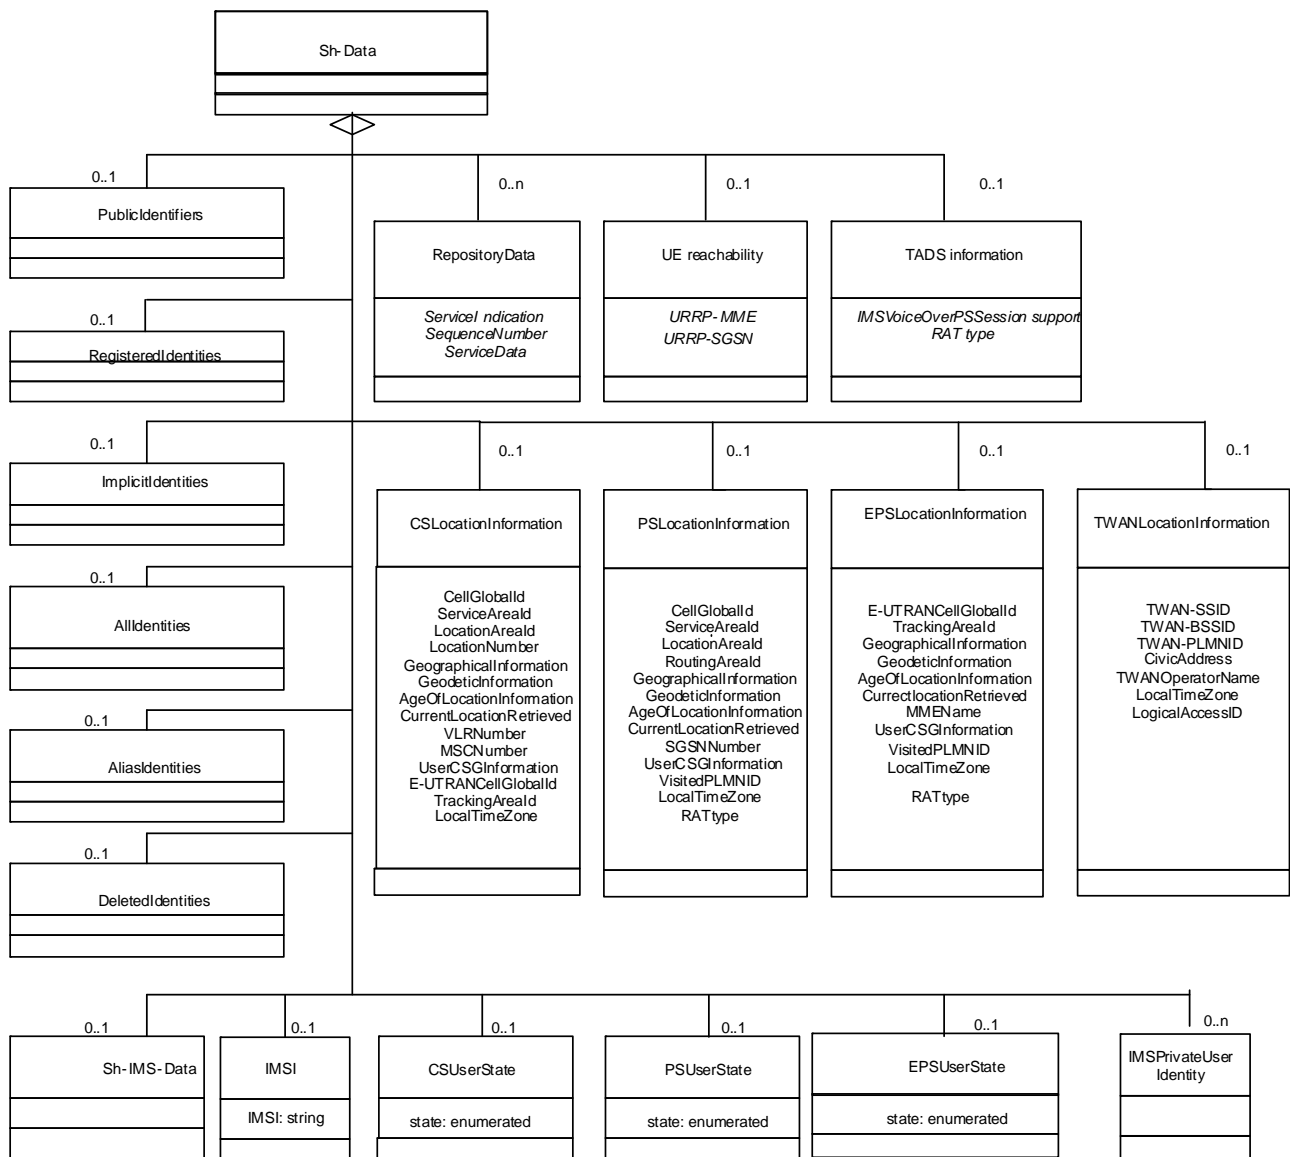 Sh-Data
0..1
PublicIdentifiers
0..n
RepositoryData
ServiceIndication
SequenceNumber
ServiceData
0..1
UE reachability
URRP-MME
URRP-SGSN
0..1
TADS information
IMSVoiceOverPSSession support
RAT type
0..1
RegisteredIdentities
0..1
ImplicitIdentities
0..1
AllIdentities
0..1
AliasIdentities
0..1
DeletedIdentities
0..1
CSLocationInformation
CellGlobalId
ServiceAreaId
LocationAreaId
LocationNumber
GeographicalInformation
GeodeticInformation
AgeOfLocationInformation
CurrentLocationRetrieved
VLRNumber
MSCNumber
UserCSGInformation
E-UTRANCellGlobalId
TrackingAreaId
LocalTimeZone
0..1
PSLocationInformation
CellGlobalId
ServiceAreaId
LocationAreaId
RoutingAreaId
GeographicalInformation
GeodeticInformation
AgeOfLocationInformation
CurrentLocationRetrieved
SGSNNumber
UserCSGInformation
VisitedPLMNID
LocalTimeZone
RATtype
0..1
EPSLocationInformation
E-UTRANCellGlobalId
TrackingAreaId
GeographicalInformation
GeodeticInformation
AgeOfLocationInformation
CurrectlocationRetrieved
MMEName
UserCSGInformation
VisitedPLMNID
LocalTimeZone
RATtype
0..1
TWANLocationInformation
TWAN-SSID
TWAN-BSSID
TWAN-PLMNID
CivicAddress
TWANOperatorName
LocalTimeZone
LogicalAccessID
0..1
Sh-IMS-Data
0..1
IMSI
IMSI: string
0..1
CSUserState
state: enumerated
0..1
PSUserState
state: enumerated
0..1
EPSUserState
state: enumerated
0..n
IMSPrivateUser
Identity